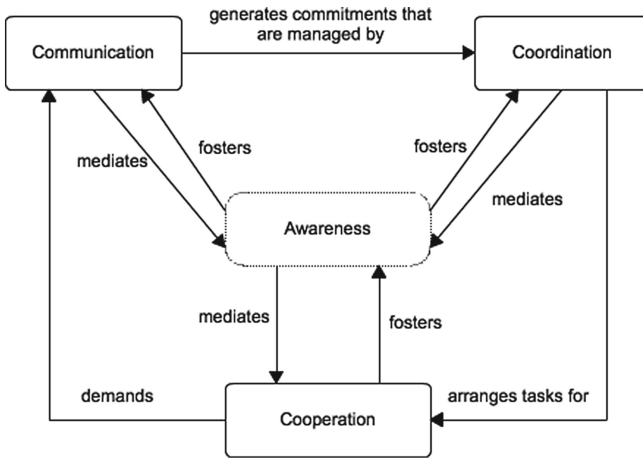 generates commitments that
are managed by
Communication
Coordination
fosters
fosters
mediates
mediates
Awareness
mediates
fosters
demands
arranges tasks for
Cooperation